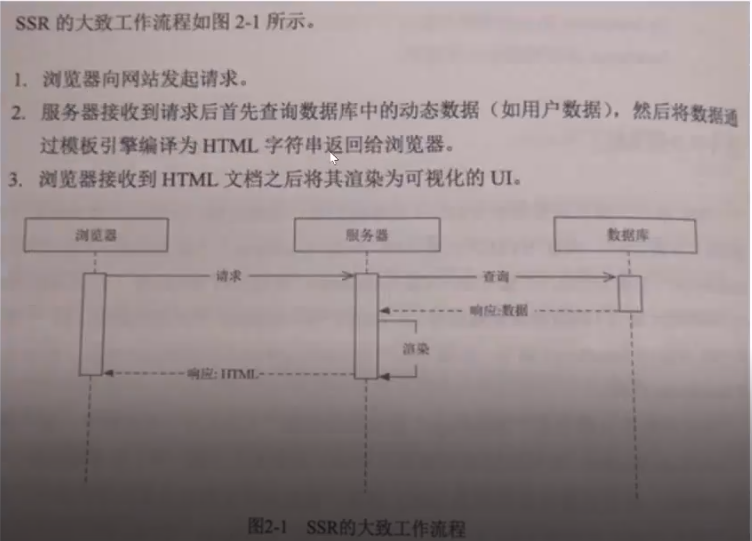 SSR 的大致工作流程如图 2-1 所示。
1. 浏览器向网站发起请求。
2. 服务器接收到请求后首先查询数据库中的动态数据（如用户数据），然后将数据通
过模板引擎编译为 HTML 字符串返回给浏览器。
3. 浏览器接收到 HTML 文档之后将其渲染为可视化的 UI。
浏览器 服务器 数据库
请求 查询
响应:数据
渲染
响应: HTML
图2-1 SSR的大致工作流程